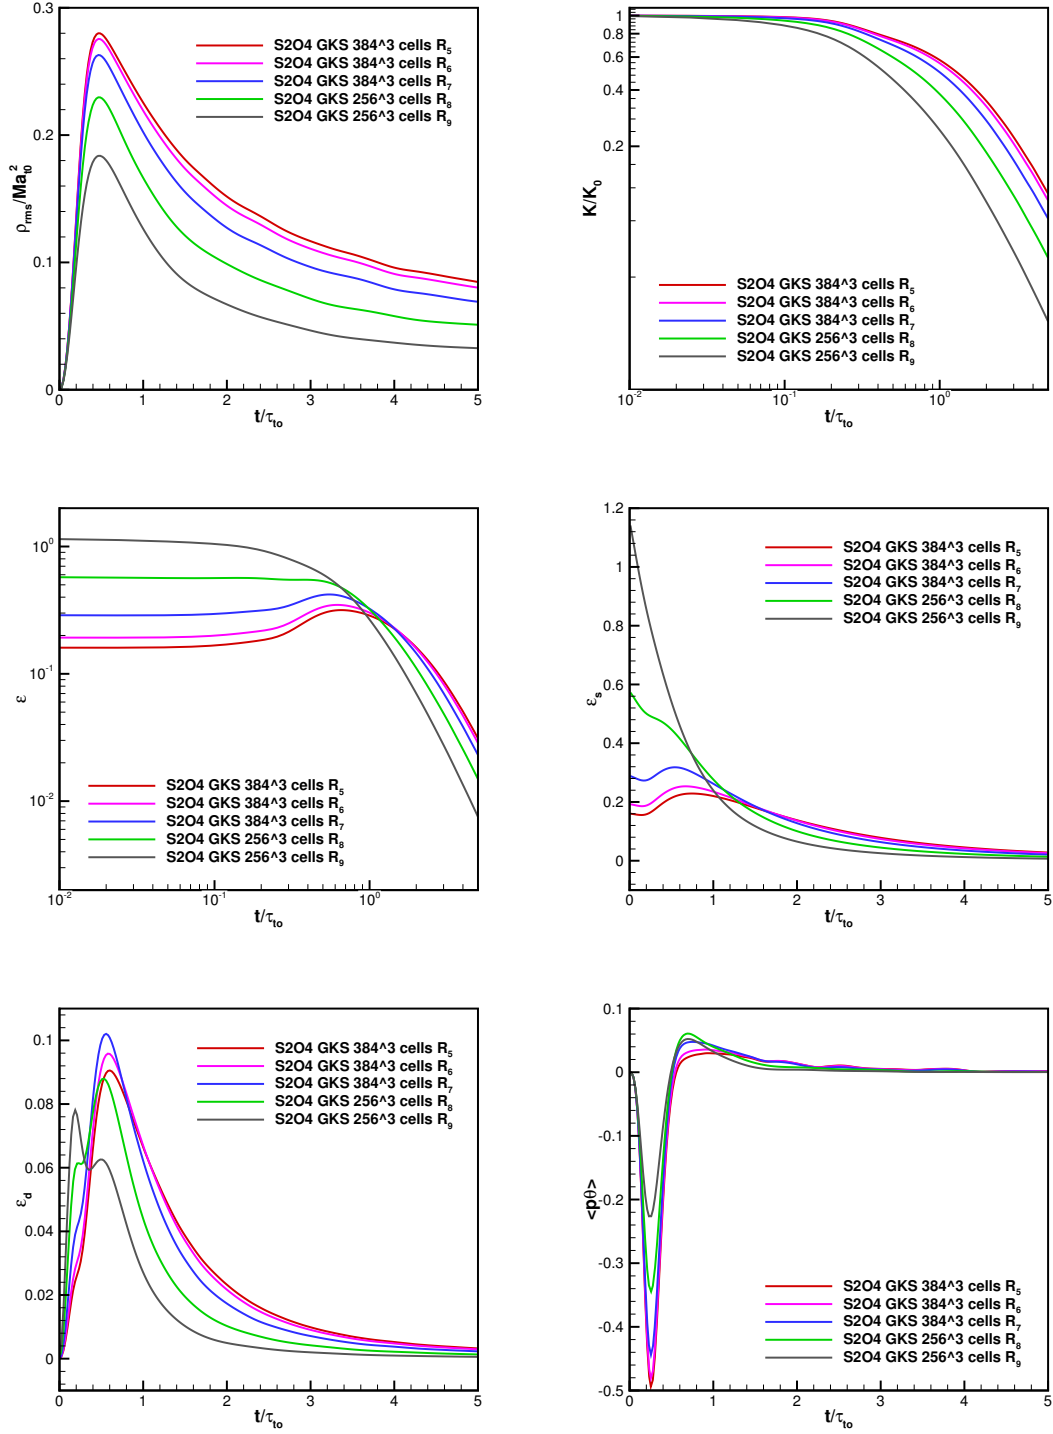 0.3
0.2
0.1
0
ρrms/Ma²t0
S2O4 GKS 384^3 cells R5
S2O4 GKS 384^3 cells R6
S2O4 GKS 384^3 cells R7
S2O4 GKS 256^3 cells R8
S2O4 GKS 256^3 cells R9
0 1 2 3 4 5
t/τto
1
0.8
0.6
0.4
0.2
K/K0
S2O4 GKS 384^3 cells R5
S2O4 GKS 384^3 cells R6
S2O4 GKS 384^3 cells R7
S2O4 GKS 256^3 cells R8
S2O4 GKS 256^3 cells R9
10-2 10-1 100
t/τto
100
10-1
10-2
ε
S2O4 GKS 384^3 cells R5
S2O4 GKS 384^3 cells R6
S2O4 GKS 384^3 cells R7
S2O4 GKS 256^3 cells R8
S2O4 GKS 256^3 cells R9
10-2 10-1 100
t/τto
1.2
1
0.8
0.6
0.4
0.2
0
εs
S2O4 GKS 384^3 cells R5
S2O4 GKS 384^3 cells R6
S2O4 GKS 384^3 cells R7
S2O4 GKS 256^3 cells R8
S2O4 GKS 256^3 cells R9
0 1 2 3 4 5
t/τto
0.1
0.08
0.06
0.04
0.02
0
εd
S2O4 GKS 384^3 cells R5
S2O4 GKS 384^3 cells R6
S2O4 GKS 384^3 cells R7
S2O4 GKS 256^3 cells R8
S2O4 GKS 256^3 cells R9
0 1 2 3 4 5
t/τto
0.1
0
-0.1
-0.2
-0.3
-0.4
-0.5
<pθ>
S2O4 GKS 384^3 cells R5
S2O4 GKS 384^3 cells R6
S2O4 GKS 384^3 cells R7
S2O4 GKS 256^3 cells R8
S2O4 GKS 256^3 cells R9
0 1 2 3 4 5
t/τto